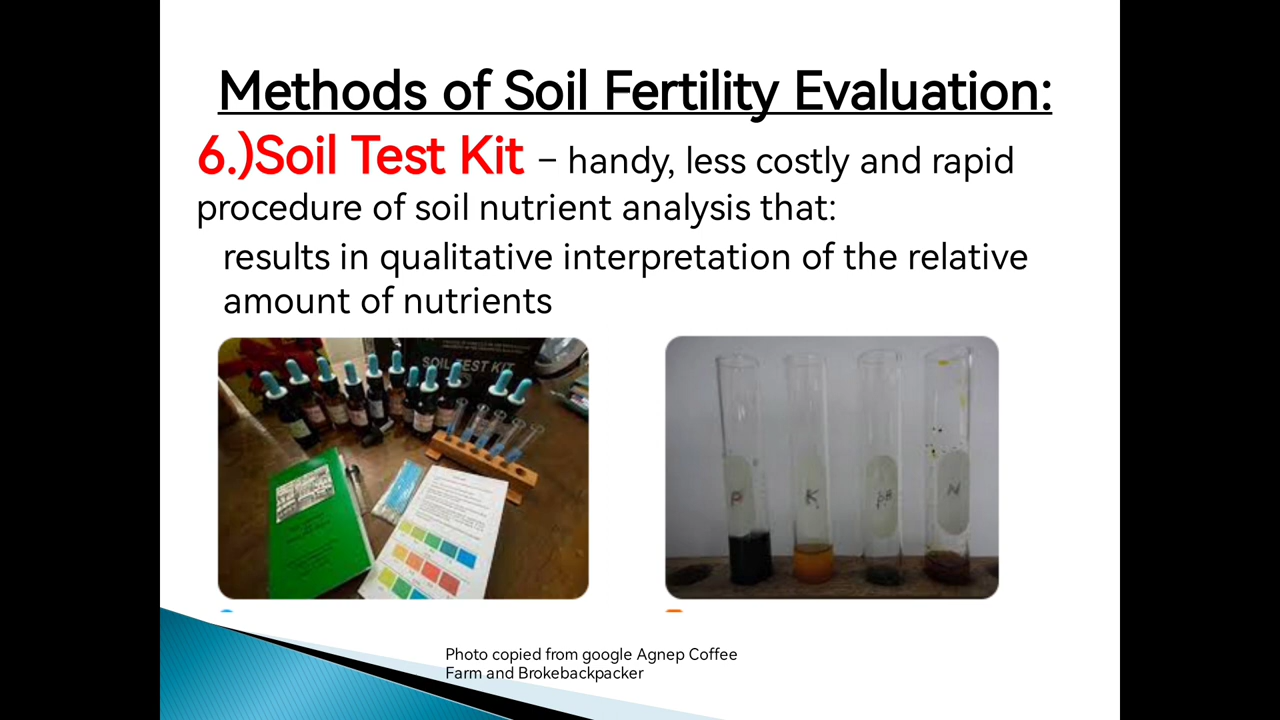 Methods of Soil Fertility Evaluation:
6.)Soil Test Kit – handy, less costly and rapid
procedure of soil nutrient analysis that:
results in qualitative interpretation of the relative
amount of nutrients
SOIL TEST KIT
P K pH N
Photo copied from google Agnep Coffee
Farm and Brokebackpacker